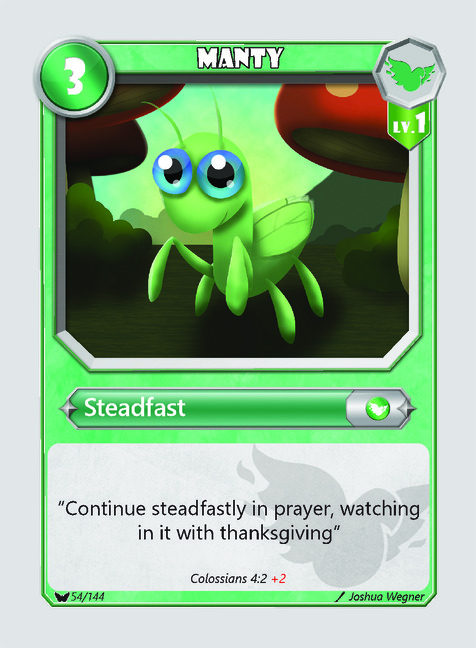 MANTY
3
LV.1
Steadfast
“Continue steadfastly in prayer, watching
in it with thanksgiving“
Colossians 4:2 +2
54/144
Joshua Wegner